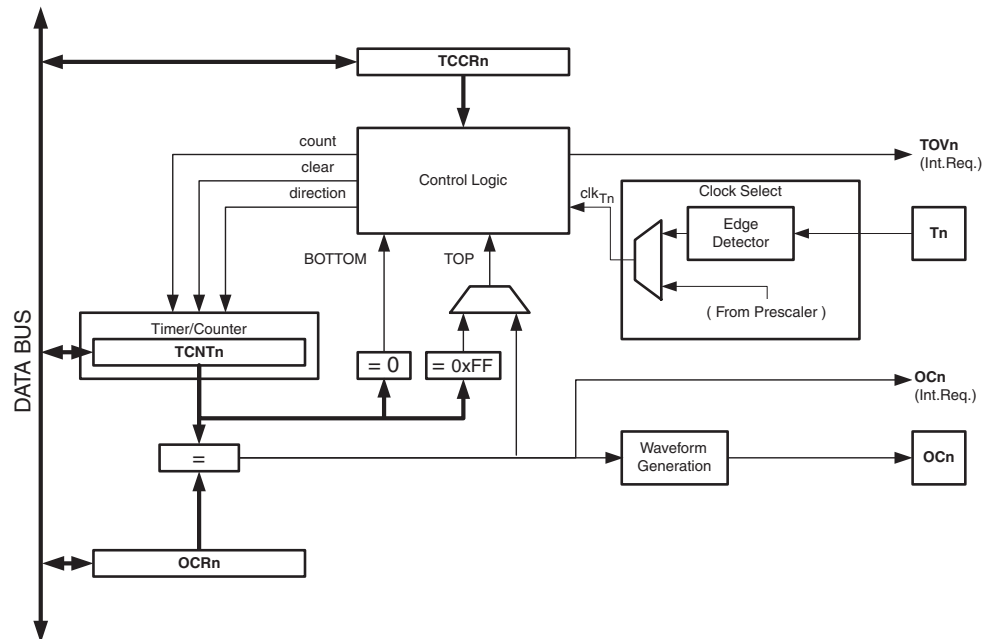 TCCRn
count
clear
direction
Control Logic
TOVn
(Int.Req.)
clkTn
Clock Select
Edge
Detector
Tn
( From Prescaler )
BOTTOM
TOP
Timer/Counter
TCNTn
= 0
= 0xFF
DATA BUS
OCn
(Int.Req.)
=
Waveform
Generation
OCn
OCRn